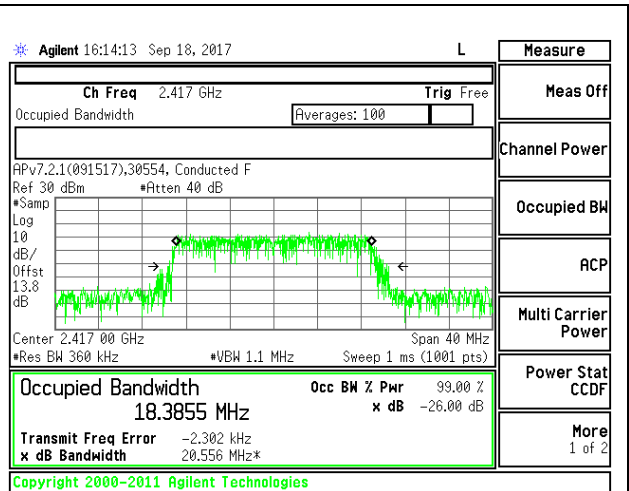 Agilent 16:14:13 Sep 18, 2017 L
Measure
Ch Freq 2.417 GHz Trig Free
Occupied Bandwidth Averages: 100
APv7.2.1(091517),30554, Conducted F
Ref 30 dBm #Atten 40 dB
#Samp
Log
10
dB/
Offst
13.8
dB
Center 2.417 00 GHz Span 40 MHz
#Res BW 360 kHz #VBW 1.1 MHz Sweep 1 ms (1001 pts)
Occupied Bandwidth Occ BW % Pwr 99.00 %
18.3855 MHz x dB -26.00 dB
Transmit Freq Error -2.302 kHz
x dB Bandwidth 20.556 MHz*
Copyright 2000-2011 Agilent Technologies
Meas Off
Channel Power
Occupied BW
ACP
Multi Carrier
Power
Power Stat
CCDF
More
1 of 2